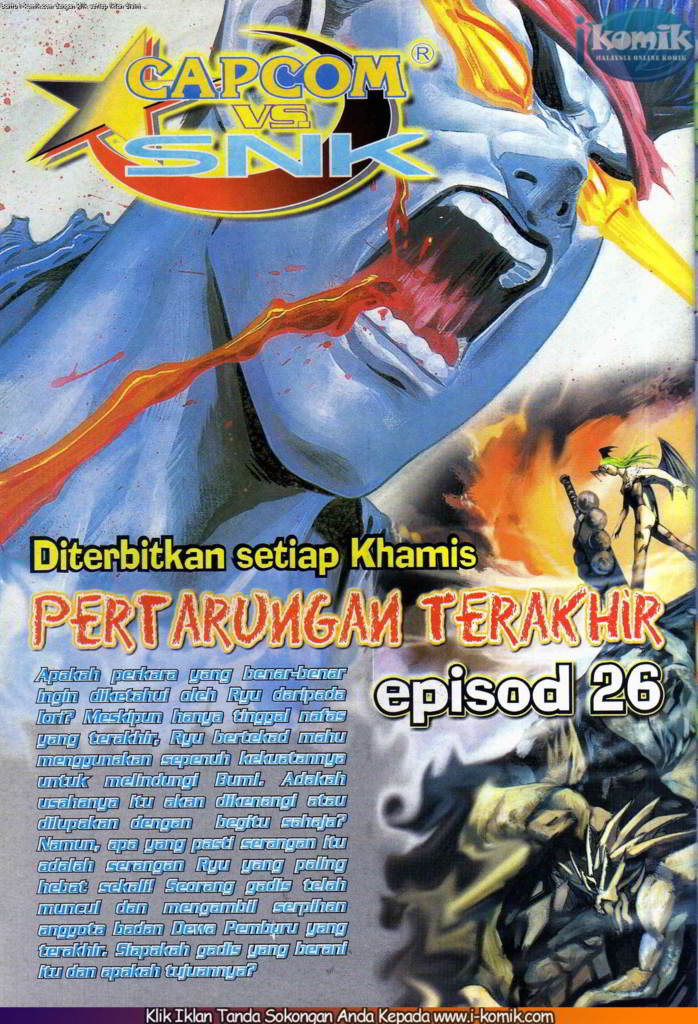 ikomik
MALAYSIA ONLINE KOMIK
CAPCOM®
VS.
SNK
Diterbitkan setiap Khamis
PERTARUNGAN TERAKHIR
episod 26
Apakah perkara yang benar-benar
ingin diketahui oleh Ryu daripada
Iori? Meskipun hanya tinggal nafas
yang terakhir, Ryu bertekad mahu
menggunakan sepenuh kekuatannya
untuk melindungi Bumi. Adakah
usahanya itu akan dikenangi atau
dilupakan dengan begitu sahaja?
Namun, apa yang pasti serangan itu
adalah serangan Ryu yang paling
hebat sekali! Seorang gadis telah
muncul dan mengambil serpihan
anggota badan Dewa Pemburu yang
terakhir. Siapakah gadis yang berani
itu dan apakah tujuannya?
Klik Iklan Tanda Sokongan Anda Kepada www.i-komik.com